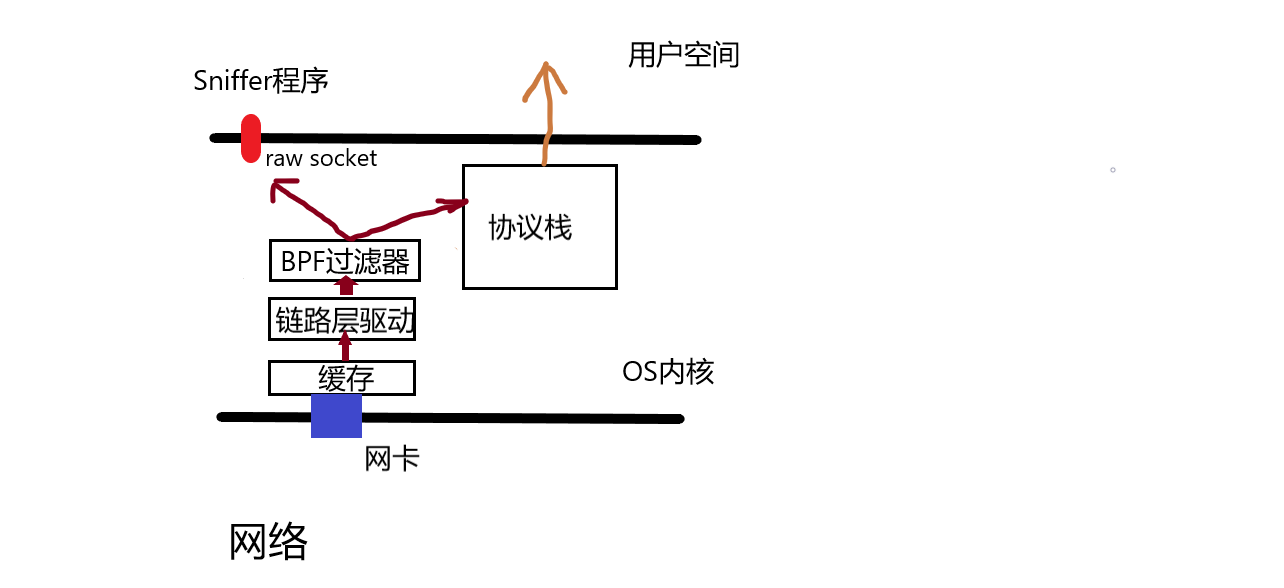 用户空间
Sniffer程序
raw socket
协议栈
BPF过滤器
链路层驱动
OS内核
缓存
网卡
网络